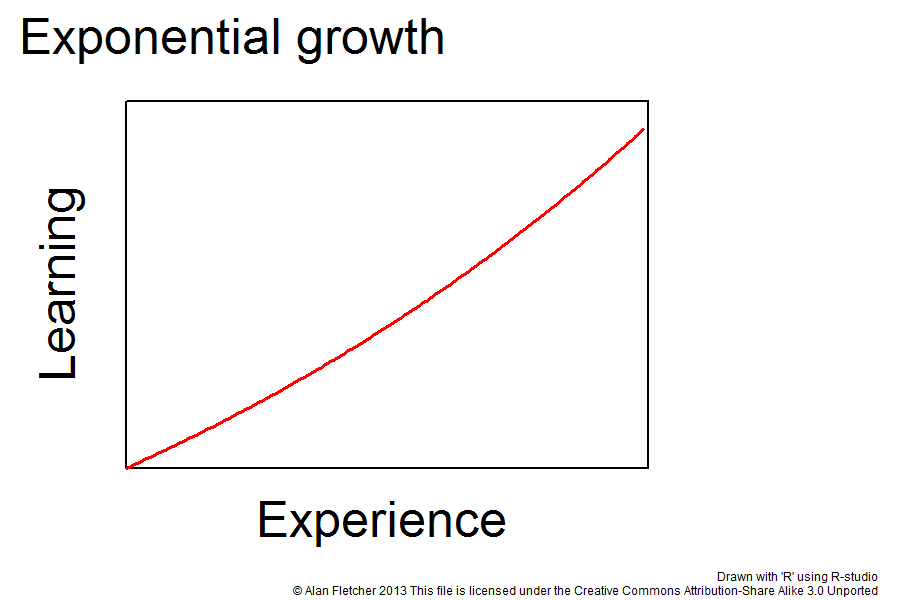 Exponential growth
Learning
Experience
Drawn with 'R' using R-studio
© Alan Fletcher 2013 This file is licensed under the Creative Commons Attribution-Share Alike 3.0 Unported